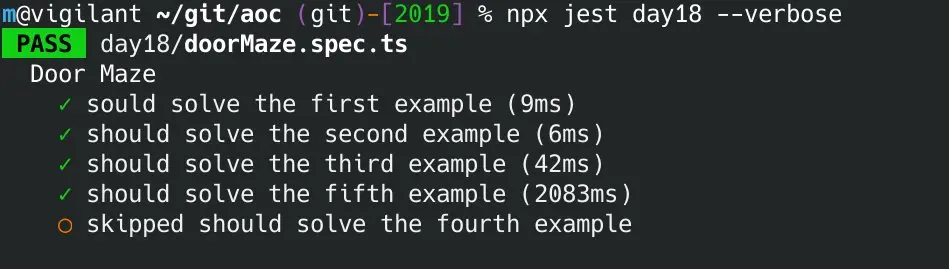 m@vigilant ~/git/aoc (git)-[2019] % npx jest day18 --verbose
PASS day18/doorMaze.spec.ts
Door Maze
✓ sould solve the first example (9ms)
✓ should solve the second example (6ms)
✓ should solve the third example (42ms)
✓ should solve the fifth example (2083ms)
○ skipped should solve the fourth example